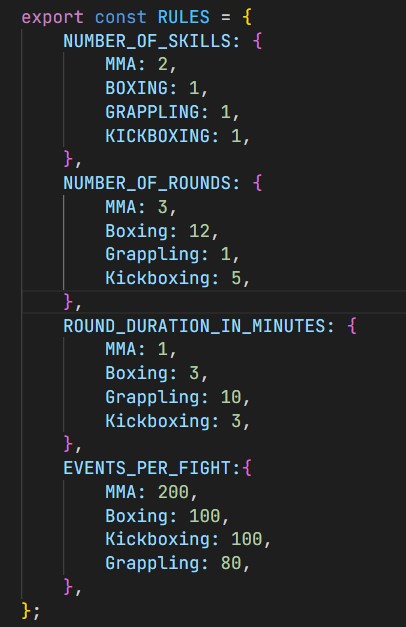 export const RULES = {
    NUMBER_OF_SKILLS: {
        MMA: 2,
        BOXING: 1,
        GRAPPLING: 1,
        KICKBOXING: 1,
    },
    NUMBER_OF_ROUNDS: {
        MMA: 3,
        Boxing: 12,
        Grappling: 1,
        Kickboxing: 5,
    },
    ROUND_DURATION_IN_MINUTES: {
        MMA: 1,
        Boxing: 3,
        Grappling: 10,
        Kickboxing: 3,
    },
    EVENTS_PER_FIGHT:{
        MMA: 200,
        Boxing: 100,
        Kickboxing: 100,
        Grappling: 80,
    },
};